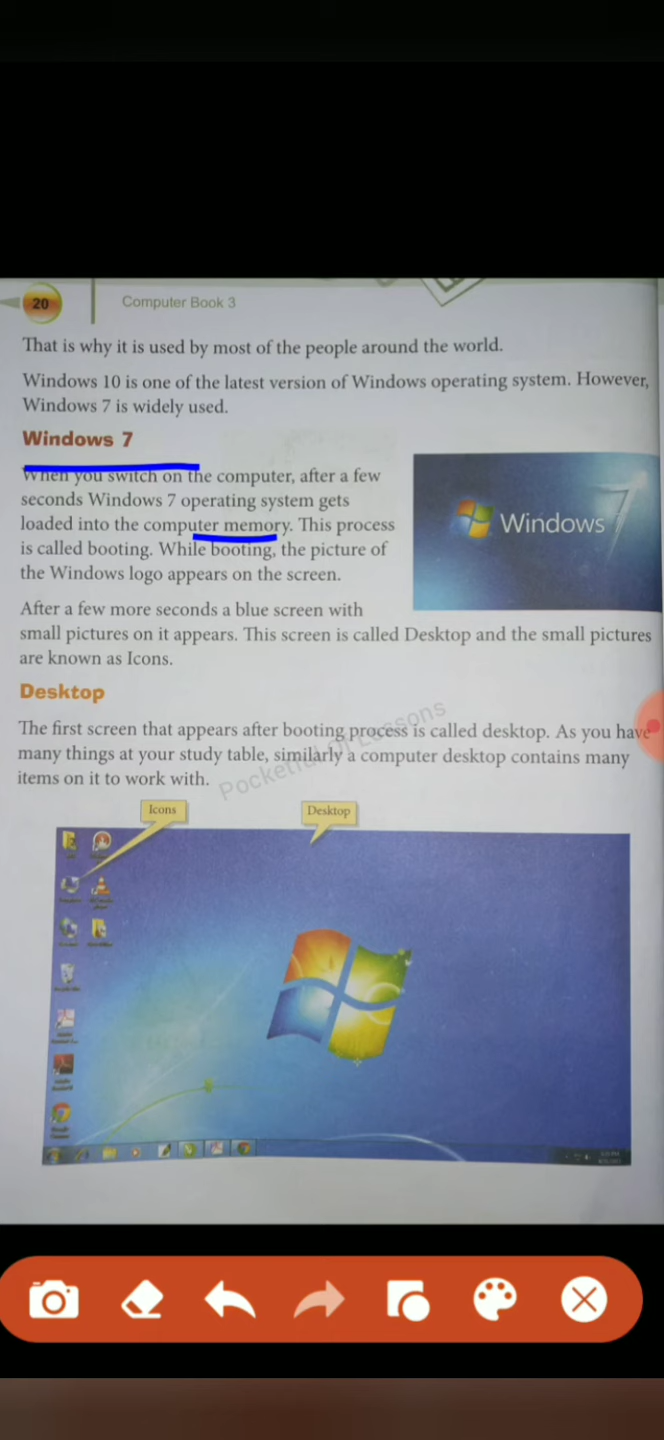 20
Computer Book 3
That is why it is used by most of the people around the world.
Windows 10 is one of the latest version of Windows operating system. However,
Windows 7 is widely used.
Windows 7
When you switch on the computer, after a few
seconds Windows 7 operating system gets
loaded into the computer memory. This process
is called booting. While booting, the picture of
the Windows logo appears on the screen.
Windows 7
After a few more seconds a blue screen with
small pictures on it appears. This screen is called Desktop and the small pictures
are known as Icons.
Desktop
The first screen that appears after booting process is called desktop. As you have
many things at your study table, similarly a computer desktop contains many
items on it to work with.
Pocketful of Lessons
Icons
Desktop